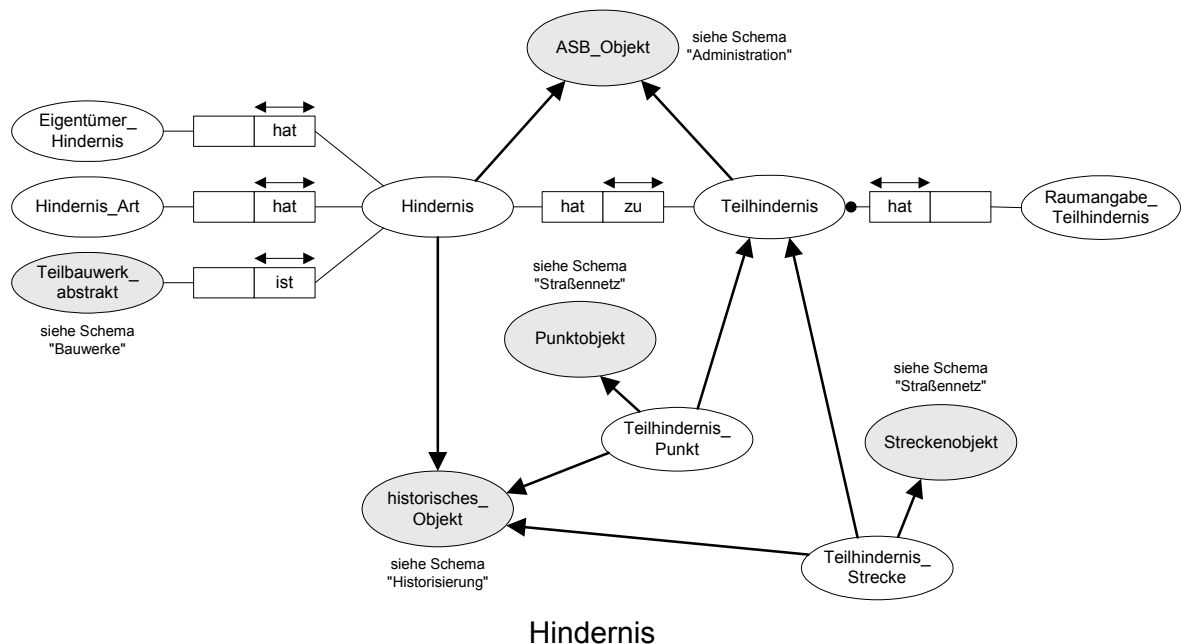 ASB_Objekt
siehe Schema
"Administration"
Eigentümer_
Hindernis
hat
Hindernis_Art
hat
Hindernis
hat
zu
Teilhindernis
hat
Raumangabe_
Teilhindernis
Teilbauwerk_
abstrakt
ist
siehe Schema
"Bauwerke"
siehe Schema
"Straßennetz"
Punktobjekt
siehe Schema
"Straßennetz"
Teilhindernis_
Punkt
Streckenobjekt
historisches_
Objekt
siehe Schema
"Historisierung"
Teilhindernis_
Strecke
Hindernis